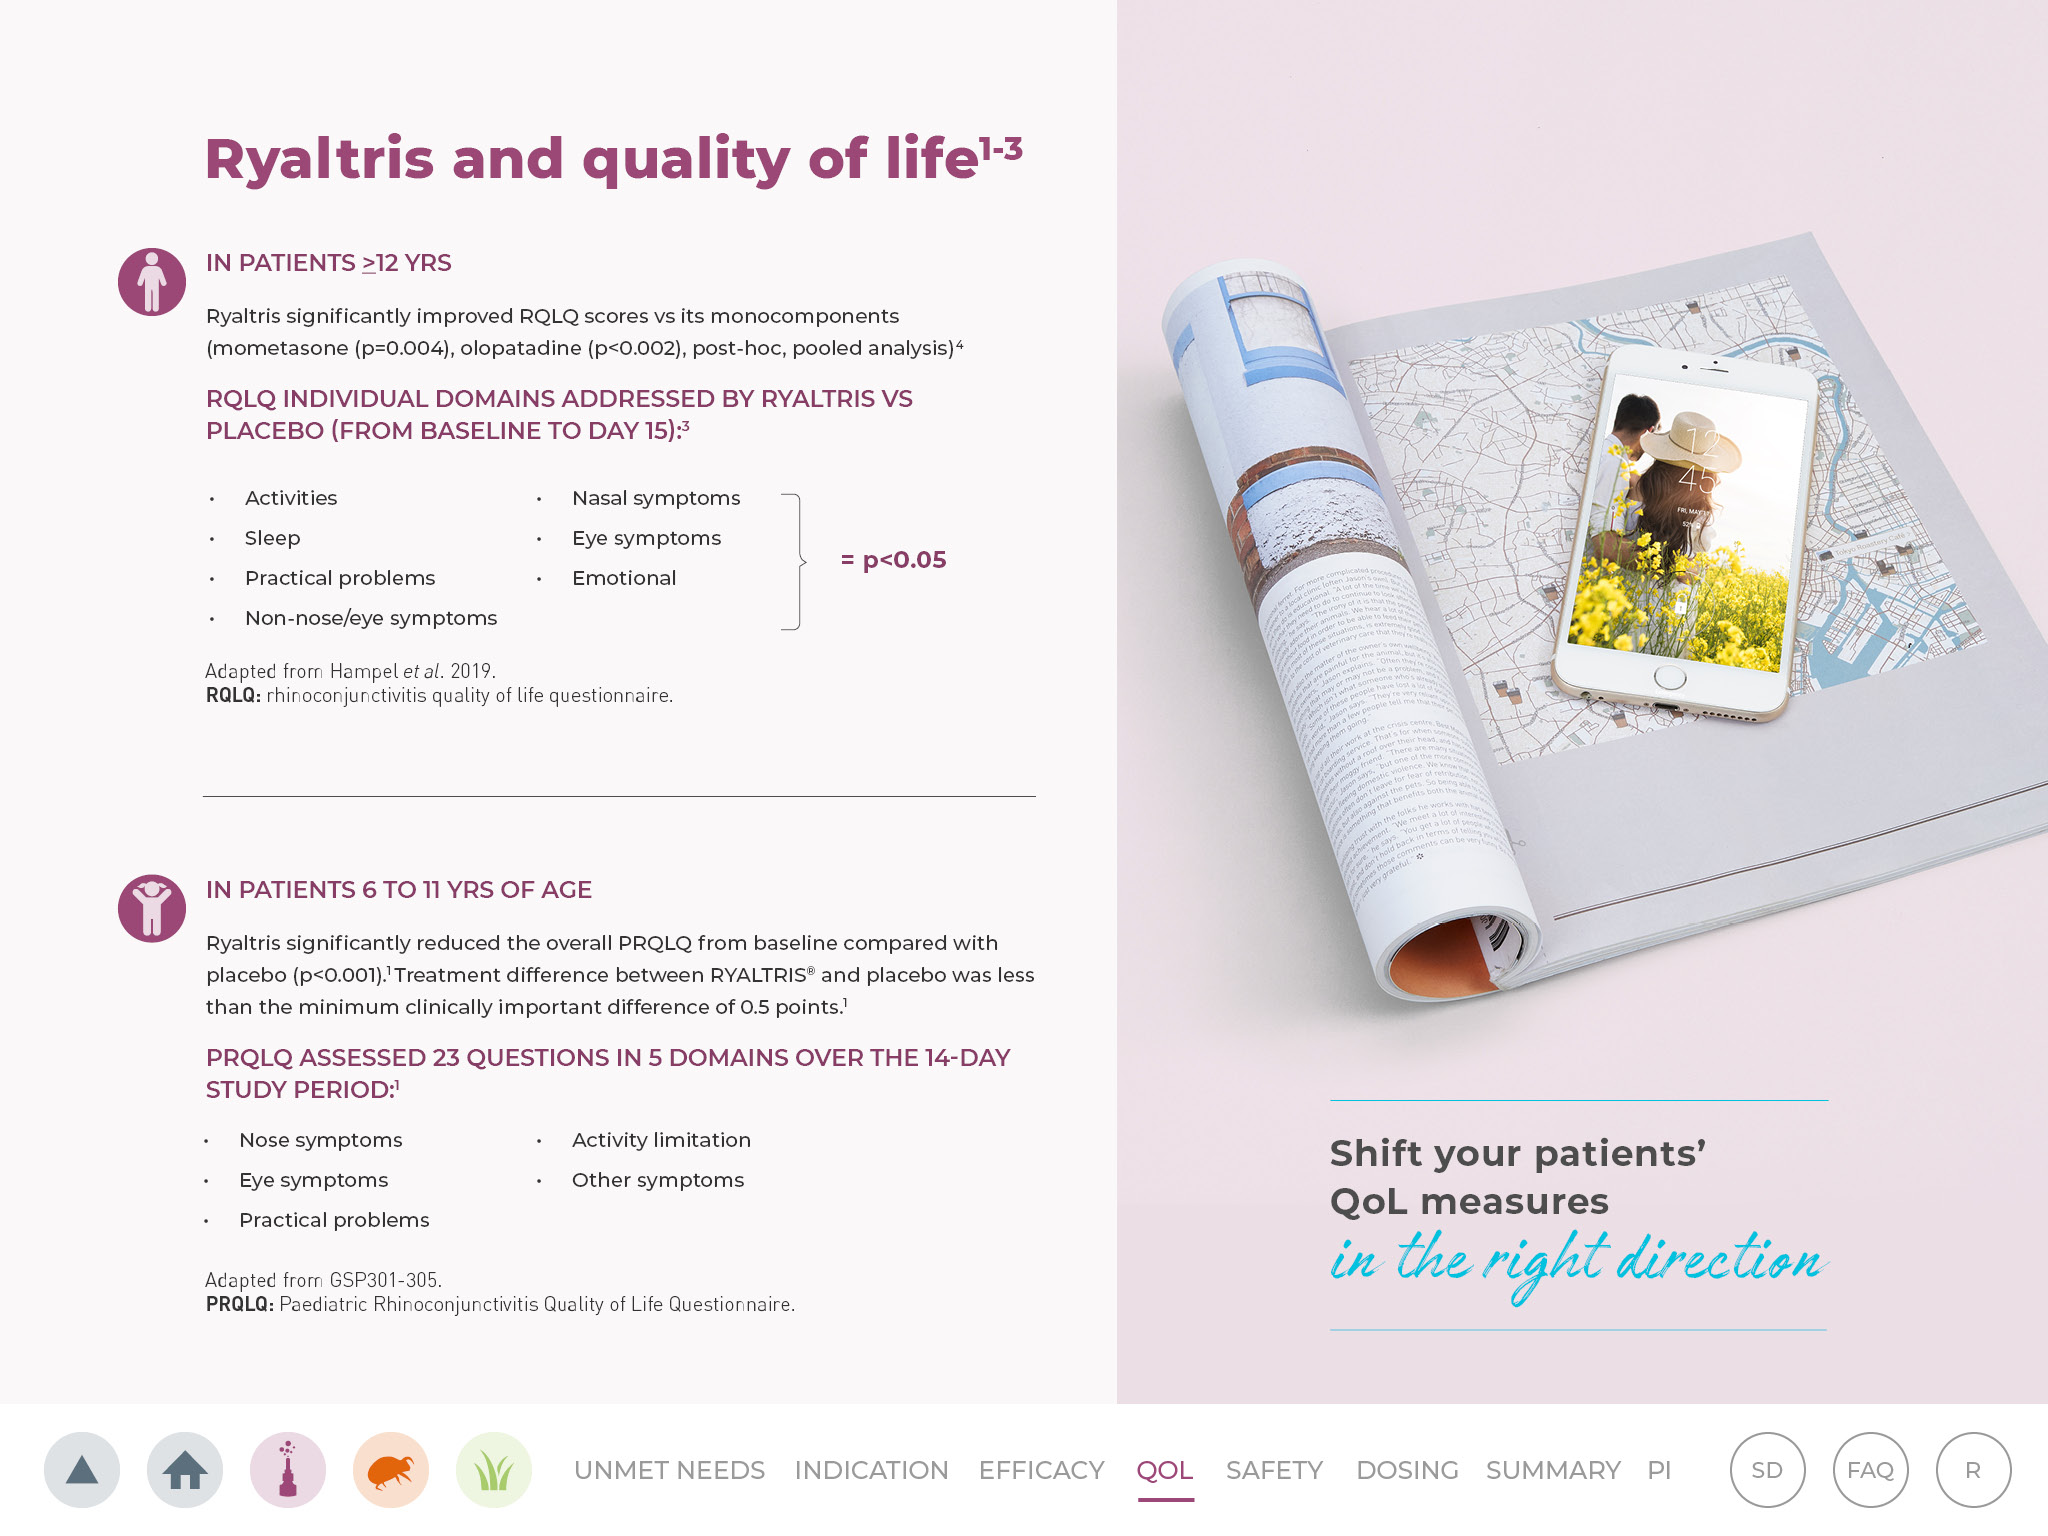 Ryaltris and quality of life1-3
IN PATIENTS ≥12 YRS
Ryaltris significantly improved RQLQ scores vs its monocomponents
(mometasone (p=0.004), olopatadine (p<0.002), post-hoc, pooled analysis)4
RQLQ INDIVIDUAL DOMAINS ADDRESSED BY RYALTRIS VS
PLACEBO (FROM BASELINE TO DAY 15):3
• Activities
• Sleep
• Practical problems
• Non-nose/eye symptoms
• Nasal symptoms
• Eye symptoms
• Emotional
= p<0.05
Adapted from Hampel et al. 2019.
RQLQ: rhinoconjunctivitis quality of life questionnaire.
IN PATIENTS 6 TO 11 YRS OF AGE
Ryaltris significantly reduced the overall PRQLQ from baseline compared with
placebo (p<0.001).1 Treatment difference between RYALTRIS® and placebo was less
than the minimum clinically important difference of 0.5 points.1
PRQLQ ASSESSED 23 QUESTIONS IN 5 DOMAINS OVER THE 14-DAY
STUDY PERIOD:1
• Nose symptoms
• Eye symptoms
• Practical problems
• Activity limitation
• Other symptoms
Adapted from GSP301-305.
PRQLQ: Paediatric Rhinoconjunctivitis Quality of Life Questionnaire.
12
45
Tokyo Roastery Cafe
Shift your patients’
QoL measures
in the right direction
UNMET NEEDS INDICATION EFFICACY QOL SAFETY DOSING SUMMARY PI
SD FAQ R